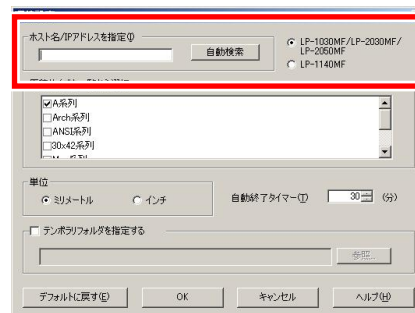 ホスト名/IPアドレスを指定(I)
自動検索
LP-1030MF/LP-2030MF/
LP-2050MF
LP-1140MF
A系列
Arch系列
ANSI系列
30x42系列
単位
ミリメートル
インチ
自動終了タイマー(T)
30
(分)
テンポラリフォルダを指定する
参照...
デフォルトに戻す(E)
OK
キャンセル
ヘルプ(H)